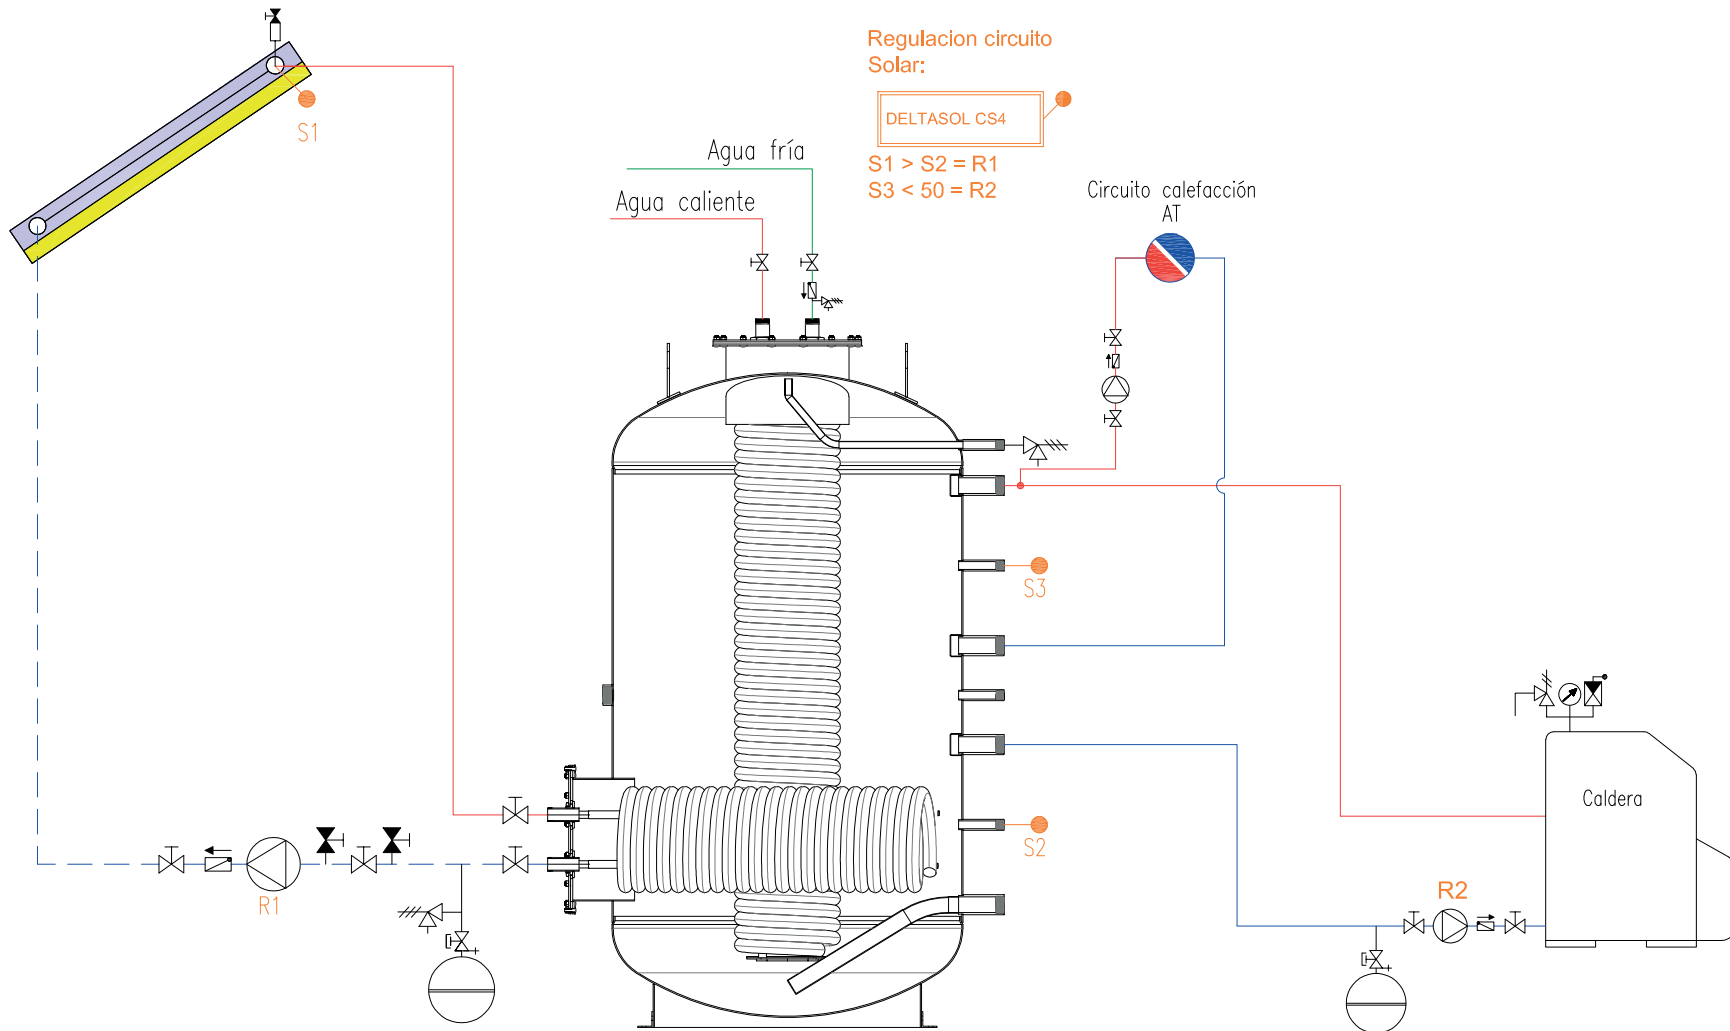 Regulacion circuito
Solar:
DELTASOL CS4
S1 > S2 = R1
S3 < 50 = R2
S1
Agua fría
Agua caliente
Circuito calefacción
AT
S3
Caldera
S2
R1
R2